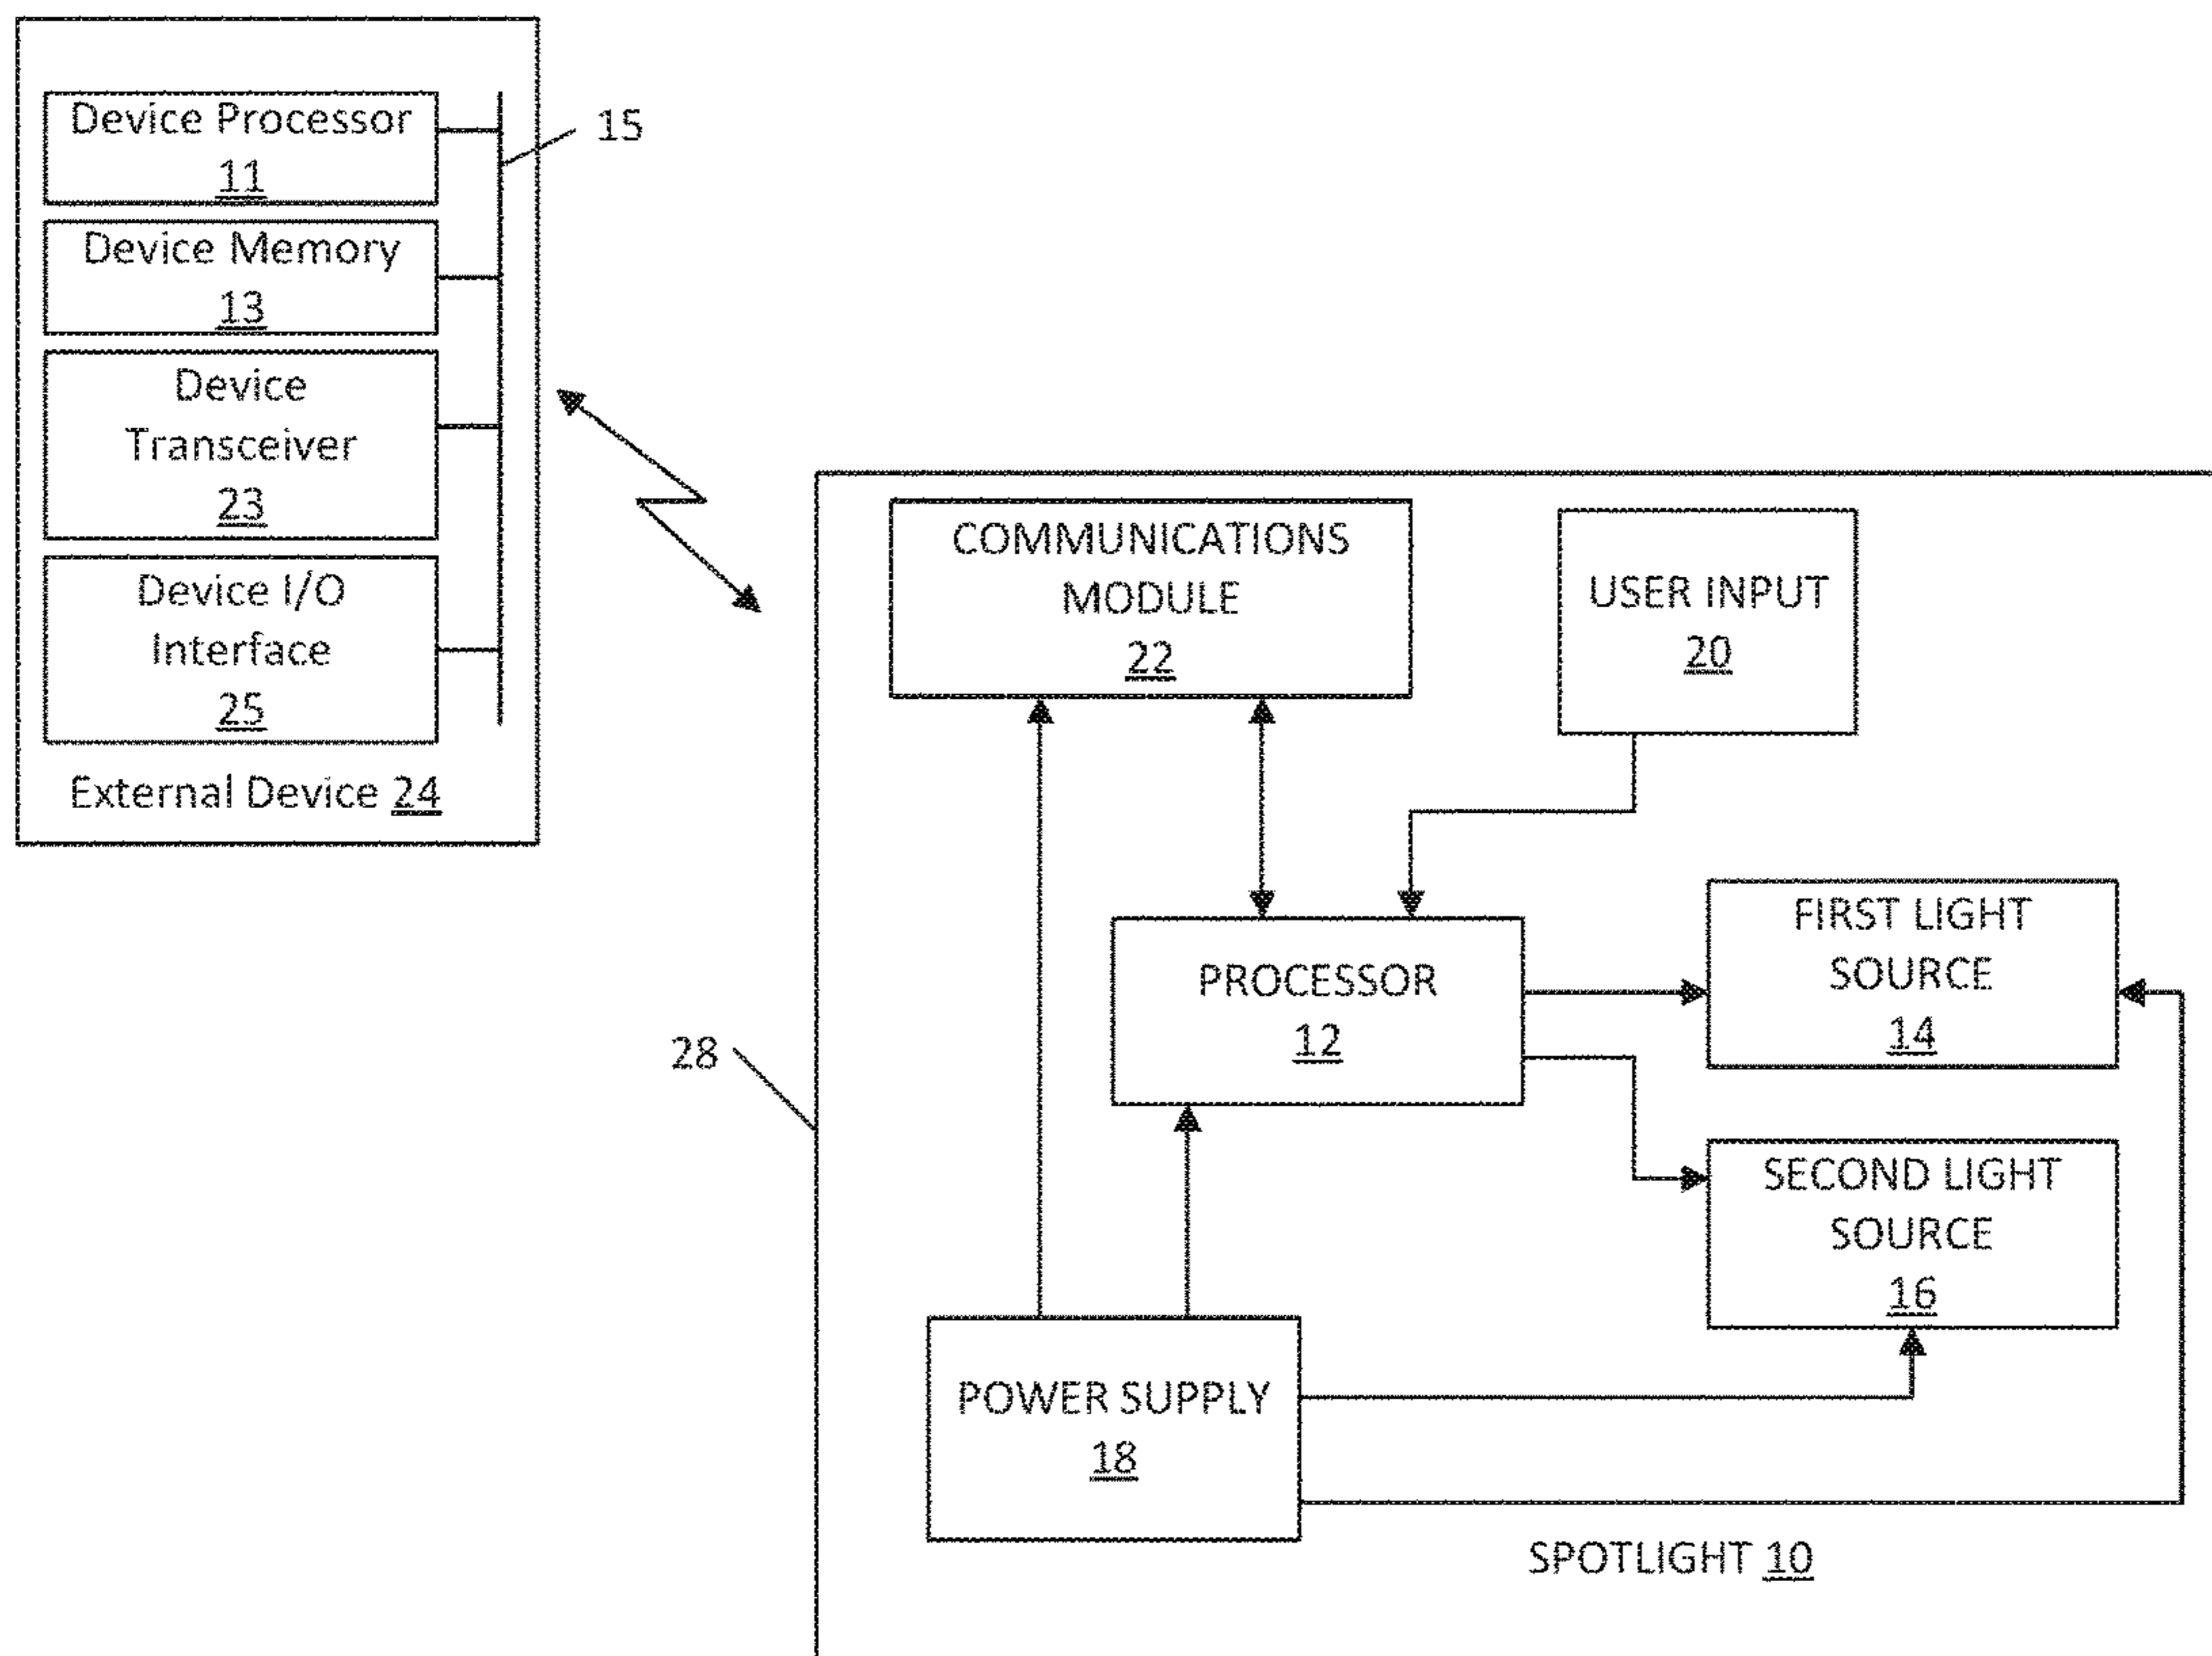 Device Processor
11
15
Device Memory
13
Device
Transceiver
23
Device I/O
Interface
25
External Device 24
COMMUNICATIONS
MODULE
22
USER INPUT
20
PROCESSOR
12
FIRST LIGHT
SOURCE
14
28
SECOND LIGHT
SOURCE
16
POWER SUPPLY
18
SPOTLIGHT 10